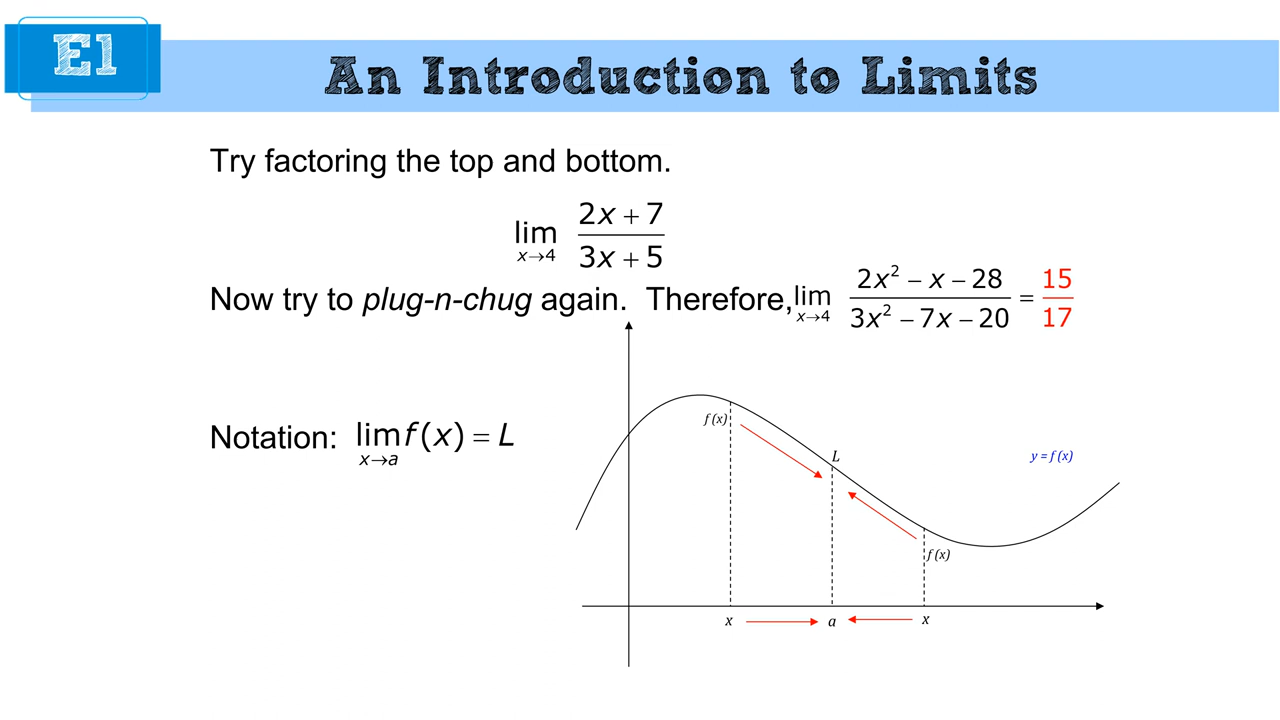 E1
An Introduction to Limits
Try factoring the top and bottom.
lim x→4 (2x + 7)/(3x + 5)
Now try to plug-n-chug again. Therefore, lim x→4 (2x² − x − 28)/(3x² − 7x − 20) = 15/17
Notation: lim x→a f(x) = L
f(x)
L
y = f(x)
f(x)
x
a
x